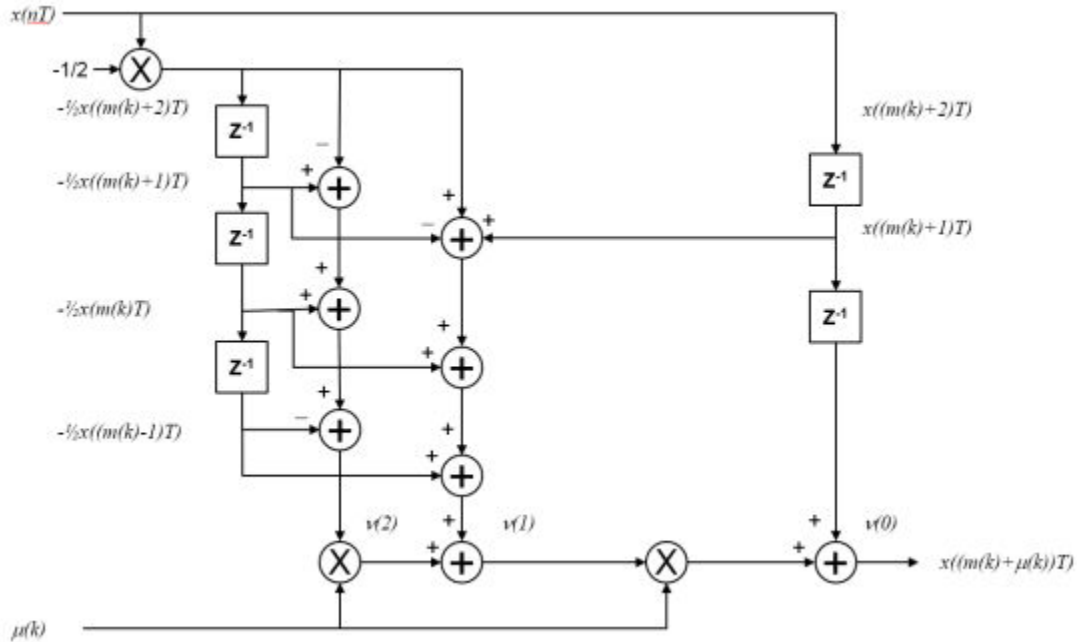 x(nT)
-1/2
X
-½x((m(k)+2)T)
x((m(k)+2)T)
Z-1
Z-1
–
-½x((m(k)+1)T)
+
+
+
–
+
x((m(k)+1)T)
+
+
Z-1
+
-½x(m(k)T)
+
+
Z-1
+
+
+
Z-1
+
-½x((m(k)-1)T)
–
+
+
+
+
v(2)
+
v(1)
+
v(0)
X
+
+
X
+
+
x((m(k)+μ(k))T)
μ(k)